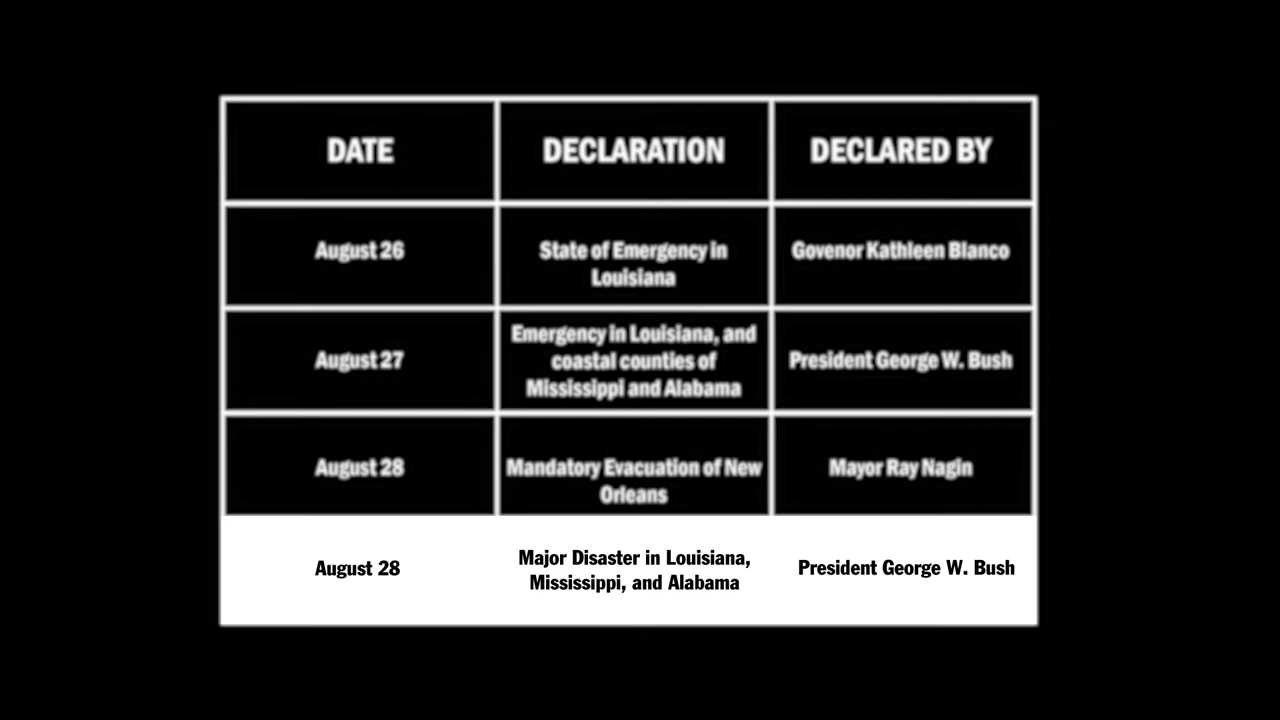 DATE
DECLARATION
DECLARED BY
August 26
State of Emergency in
Louisiana
Govenor Kathleen Blanco
August 27
Emergency in Louisiana, and
coastal counties of
Mississippi and Alabama
President George W. Bush
August 28
Mandatory Evacuation of New
Orleans
Mayor Ray Nagin
August 28
Major Disaster in Louisiana,
Mississippi, and Alabama
President George W. Bush